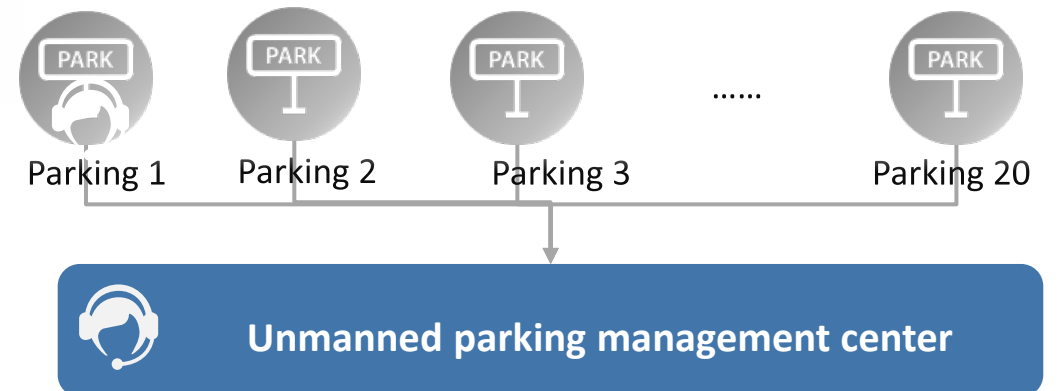 PARK PARK PARK PARK
......
Parking 1 Parking 2 Parking 3 Parking 20
Unmanned parking management center